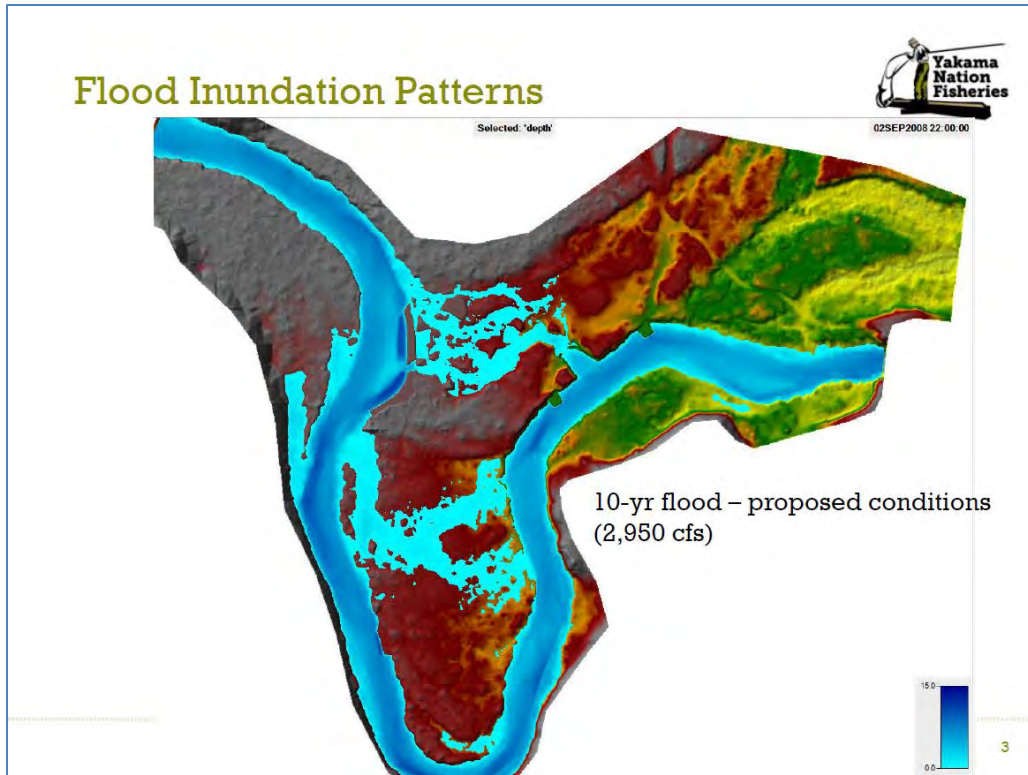 Flood Inundation Patterns
Yakama
Nation
Fisheries
Selected: 'depth'
02SEP2008 22:00:00
10-yr flood – proposed conditions
(2,950 cfs)
15.0
0.0
3